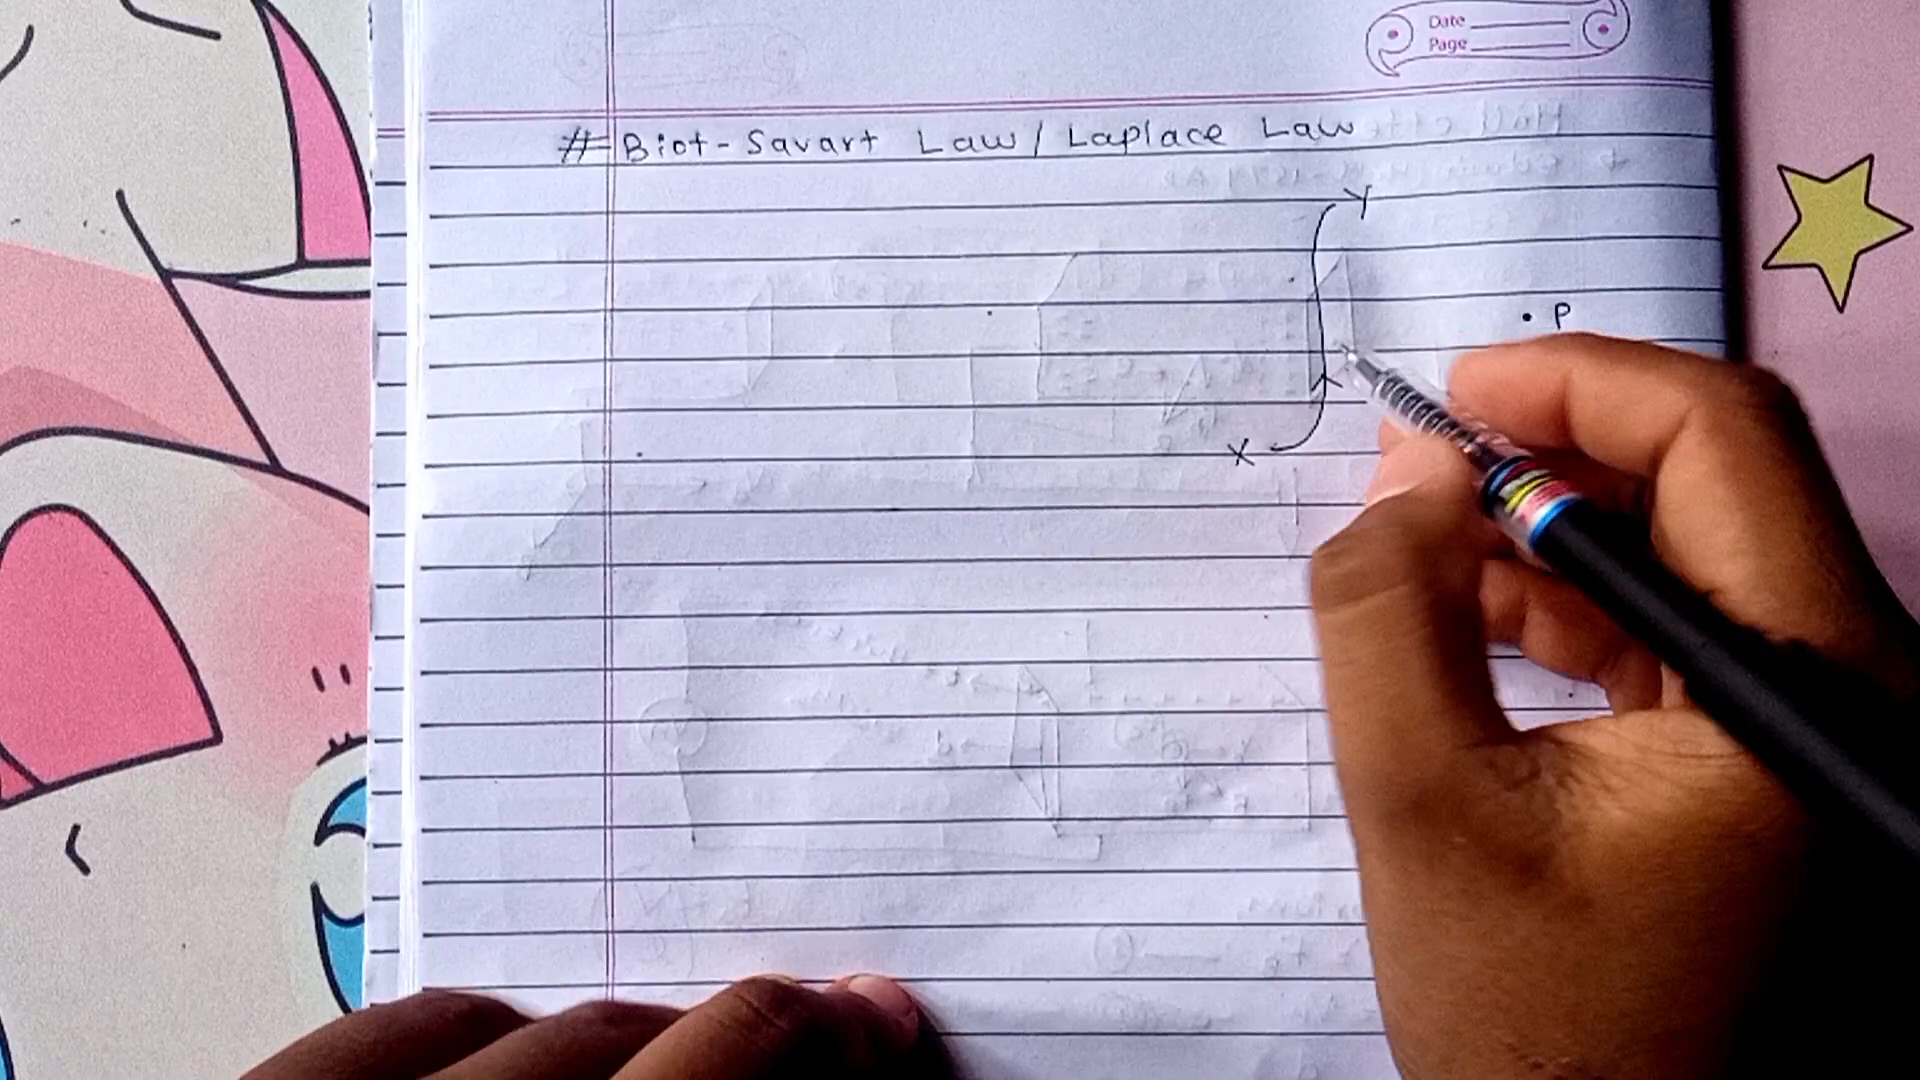 Date
Page
# Biot-Savart Law / Laplace Law
Y
P
X